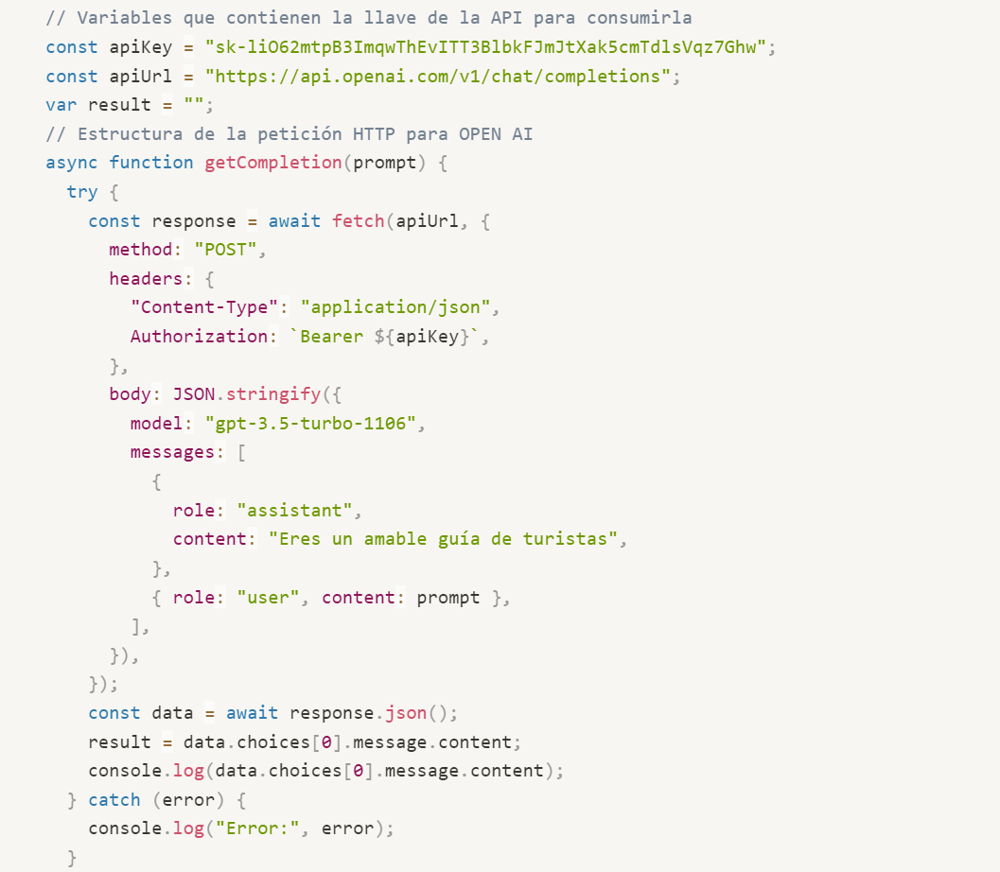 // Variables que contienen la llave de la API para consumirla
const apiKey = "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";
const apiUrl = "https://api.openai.com/v1/chat/completions";
var result = "";
// Estructura de la petición HTTP para OPEN AI
async function getCompletion(prompt) {
  try {
    const response = await fetch(apiUrl, {
      method: "POST",
      headers: {
        "Content-Type": "application/json",
        Authorization: `Bearer ${apiKey}`,
      },
      body: JSON.stringify({
        model: "gpt-3.5-turbo-1106",
        messages: [
          {
            role: "assistant",
            content: "Eres un amable guía de turistas",
          },
          { role: "user", content: prompt },
        ],
      }),
    });
    const data = await response.json();
    result = data.choices[0].message.content;
    console.log(data.choices[0].message.content);
  } catch (error) {
    console.log("Error:", error);
  }